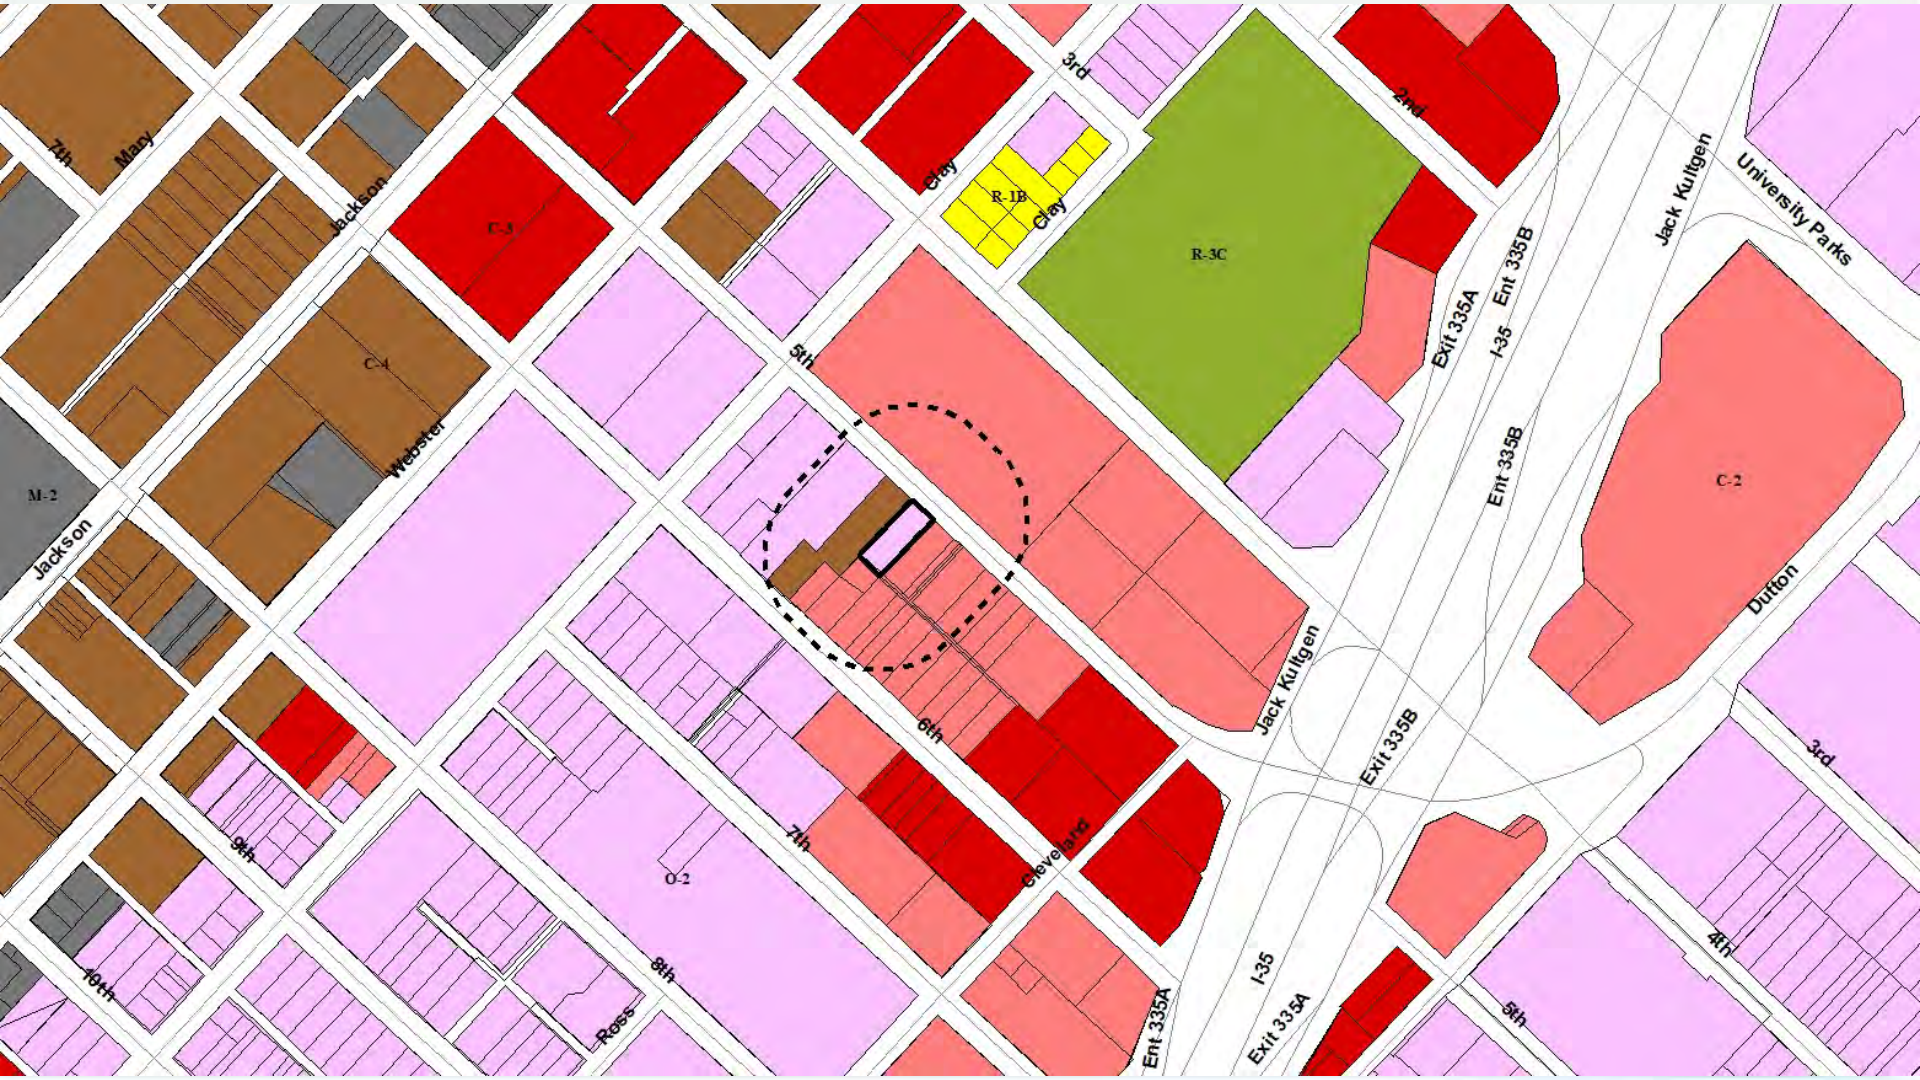 3rd
2nd
7th
Mary
Jackson
Clay
R-1B
Clay
C-3
R-3C
Jack Kultgen
University Parks
Ent 335B
Exit 335A
I-35
5th
C-4
Webster
Ent 335B
C-2
M-2
Jackson
Dutton
Jack Kultgen
6th
Exit 335B
3rd
7th
9th
Cleveland
O-2
4th
8th
10th
I-35
Ross
Ent 335A
Exit 335A
5th